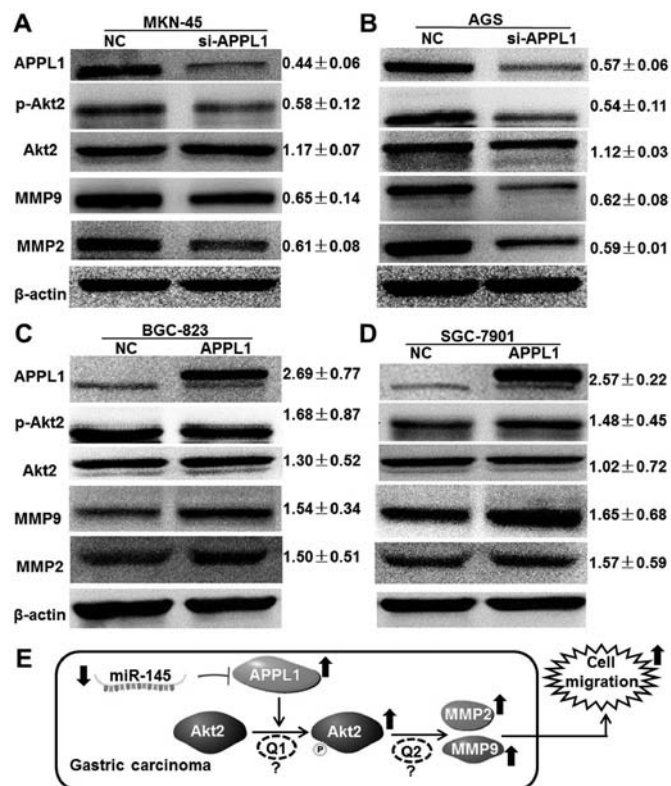 A
MKN-45
NC si-APPL1
APPL1 0.44±0.06
p-Akt2 0.58±0.12
Akt2 1.17±0.07
MMP9 0.65±0.14
MMP2 0.61±0.08
β-actin
B
AGS
NC si-APPL1
0.57±0.06
0.54±0.11
1.12±0.03
0.62±0.08
0.59±0.01
C
BGC-823
NC APPL1
APPL1 2.69±0.77
p-Akt2 1.68±0.87
Akt2 1.30±0.52
MMP9 1.54±0.34
MMP2 1.50±0.51
β-actin
D
SGC-7901
NC APPL1
2.57±0.22
1.48±0.45
1.02±0.72
1.65±0.68
1.57±0.59
E
miR-145 APPL1
Cell
migration
Akt2 Q1 ? P Akt2 Q2 ? MMP2
MMP9
Gastric carcinoma